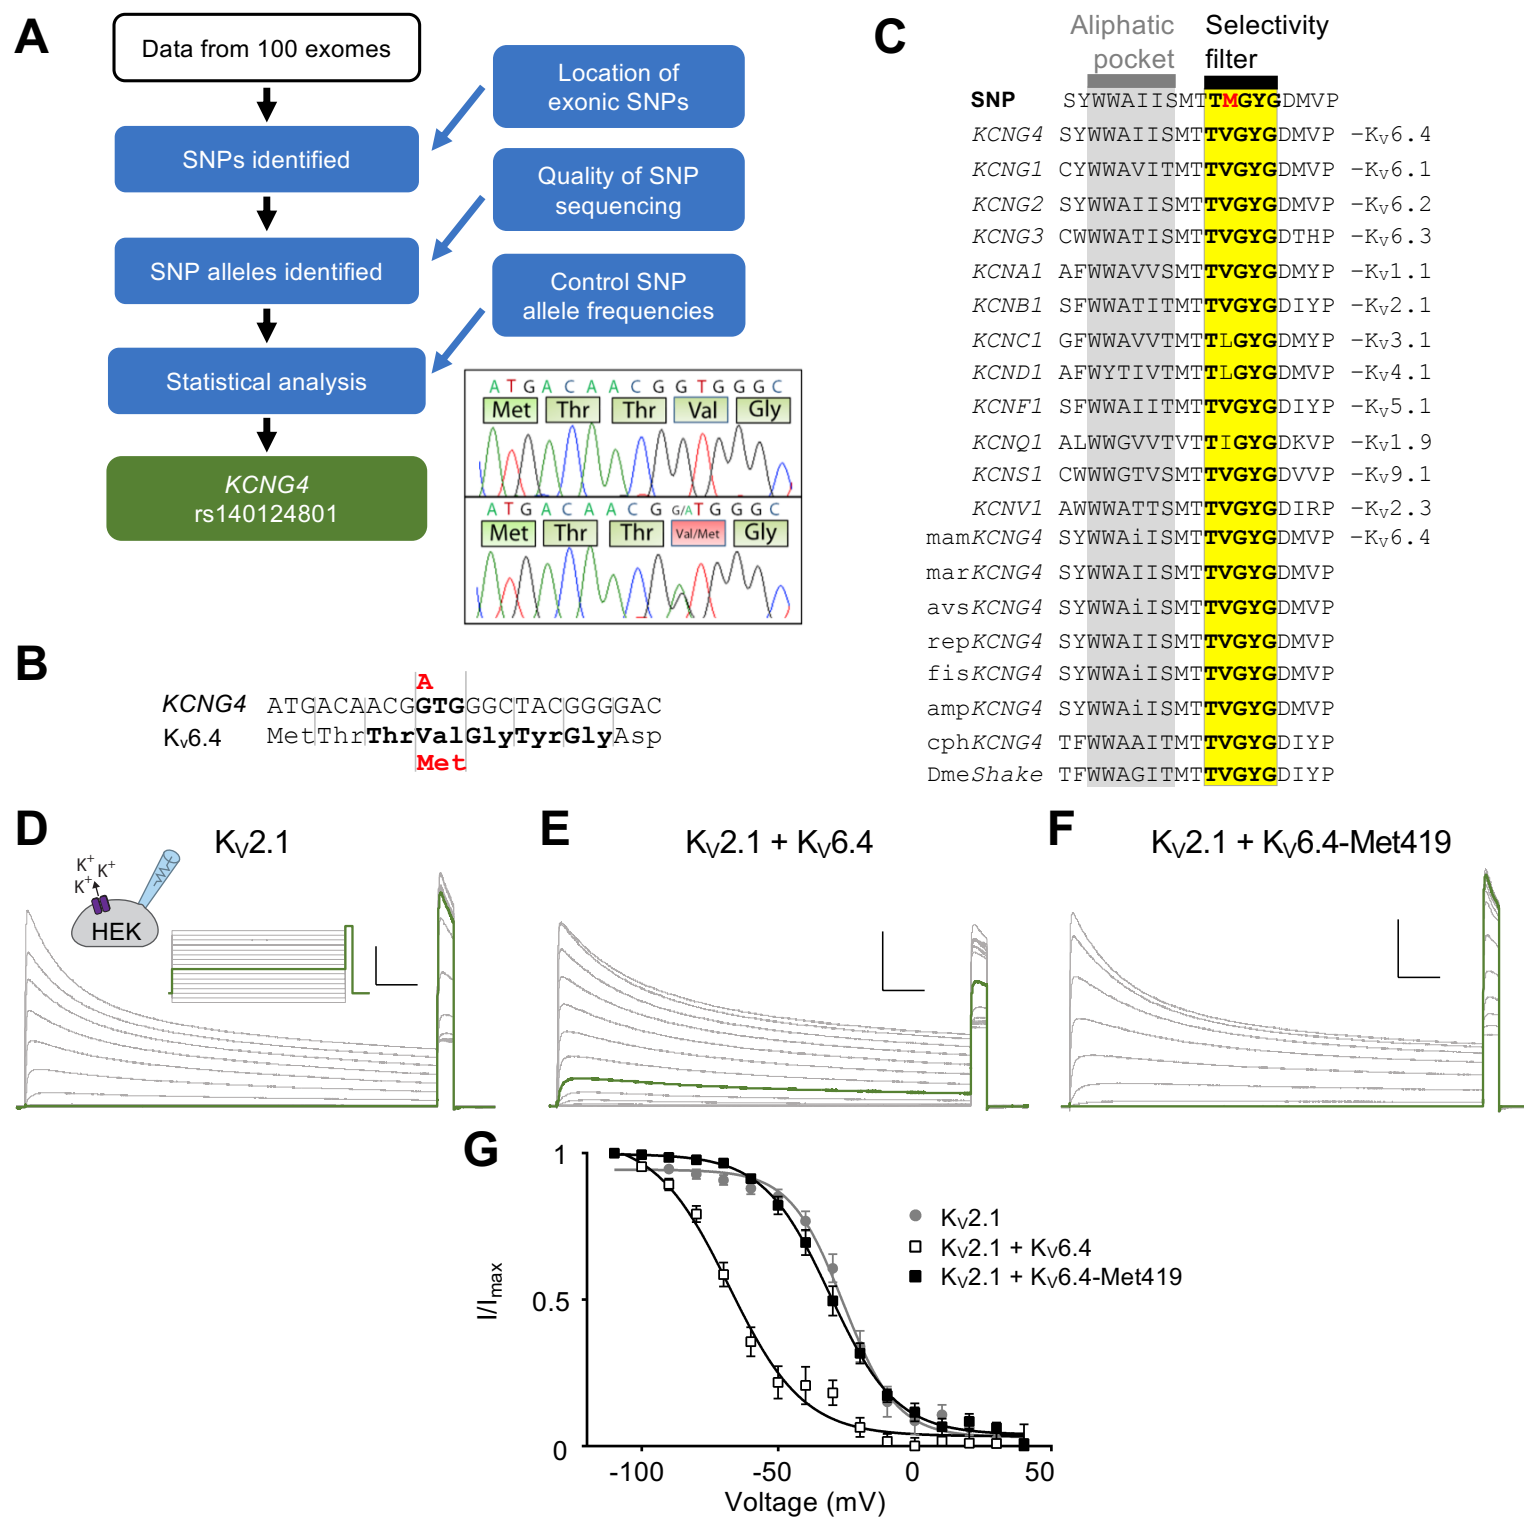 A
Data from 100 exomes
Location of
exonic SNPs
SNPs identified
Quality of SNP
sequencing
SNP alleles identified
Control SNP
allele frequencies
Statistical analysis
KCNG4
rs140124801
A T G A C A A C G G T G G G C
Met Thr Thr Val Gly
A T G A C A A C G G/A T G G G C
Met Thr Thr Val/Met Gly
B
A
KCNG4 ATGACAACGGTGGGCTACGGGGAC
Kv6.4 MetThrThrValGlyTyrGlyAsp
Met
C
Aliphatic
pocket
Selectivity
filter
SNP SYWWAIISMTTMGYGDMVP
KCNG4 SYWWAIISMTTVGYGDMVP –KV6.4
KCNG1 CYWWAVITMTTVGYGDMVP –KV6.1
KCNG2 SYWWAIISMTTVGYGDMVP –KV6.2
KCNG3 CWWWATISMTTVGYGDTHP –KV6.3
KCNA1 AFWWAVVSMTTVGYGDMYP –KV1.1
KCNB1 SFWWATITMTTVGYGDIYP –KV2.1
KCNC1 GFWWAVVTMTTLGYGDMYP –KV3.1
KCND1 AFWYTIVTMTTLGYGDMVP –KV4.1
KCNF1 SFWWAIITMTTVGYGDIYP –KV5.1
KCNQ1 ALWWGVVTVTTIGYGDKVP –KV1.9
KCNS1 CWWWGTVSMTTVGYGDVVP –KV9.1
KCNV1 AWWWATTSMTTVGYGDIRP –KV2.3
mamKCNG4 SYWWAiISMTTVGYGDMVP –KV6.4
marKCNG4 SYWWAIISMTTVGYGDMVP
avsKCNG4 SYWWAiISMTTVGYGDMVP
repKCNG4 SYWWAIISMTTVGYGDMVP
fisKCNG4 SYWWAiISMTTVGYGDMVP
ampKCNG4 SYWWAiISMTTVGYGDMVP
cphKCNG4 TFWWAAITMTTVGYGDIYP
DmeShake TFWWAGITMTTVGYGDIYP
D
KV2.1
K+
K+
K+
HEK
E
KV2.1 + KV6.4
F
KV2.1 + KV6.4-Met419
G
1
0.5
0
I/Imax
-100
-50
0
50
Voltage (mV)
KV2.1
KV2.1 + KV6.4
KV2.1 + KV6.4-Met419